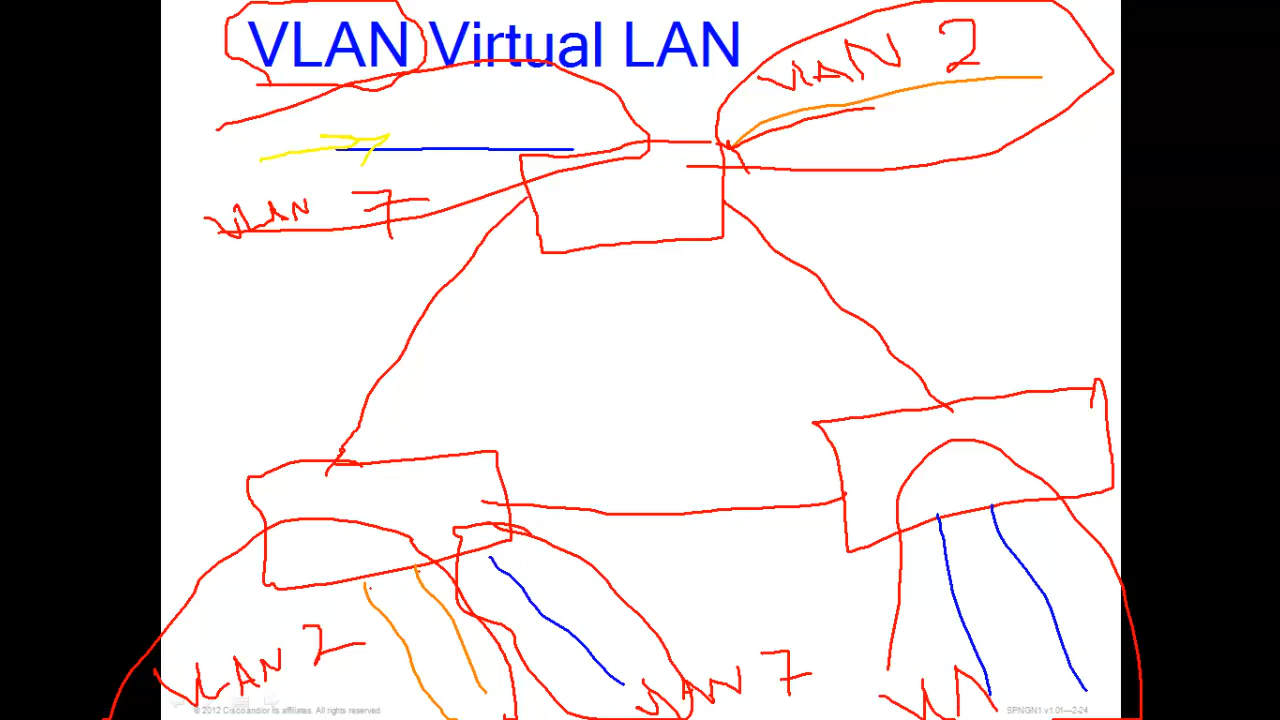 VLAN Virtual LAN
VLAN 2
VLAN 7
VLAN 2
VLAN 7
© 2012 Cisco and/or its affiliates. All rights reserved.
SPNGN1 v1.01—2-24